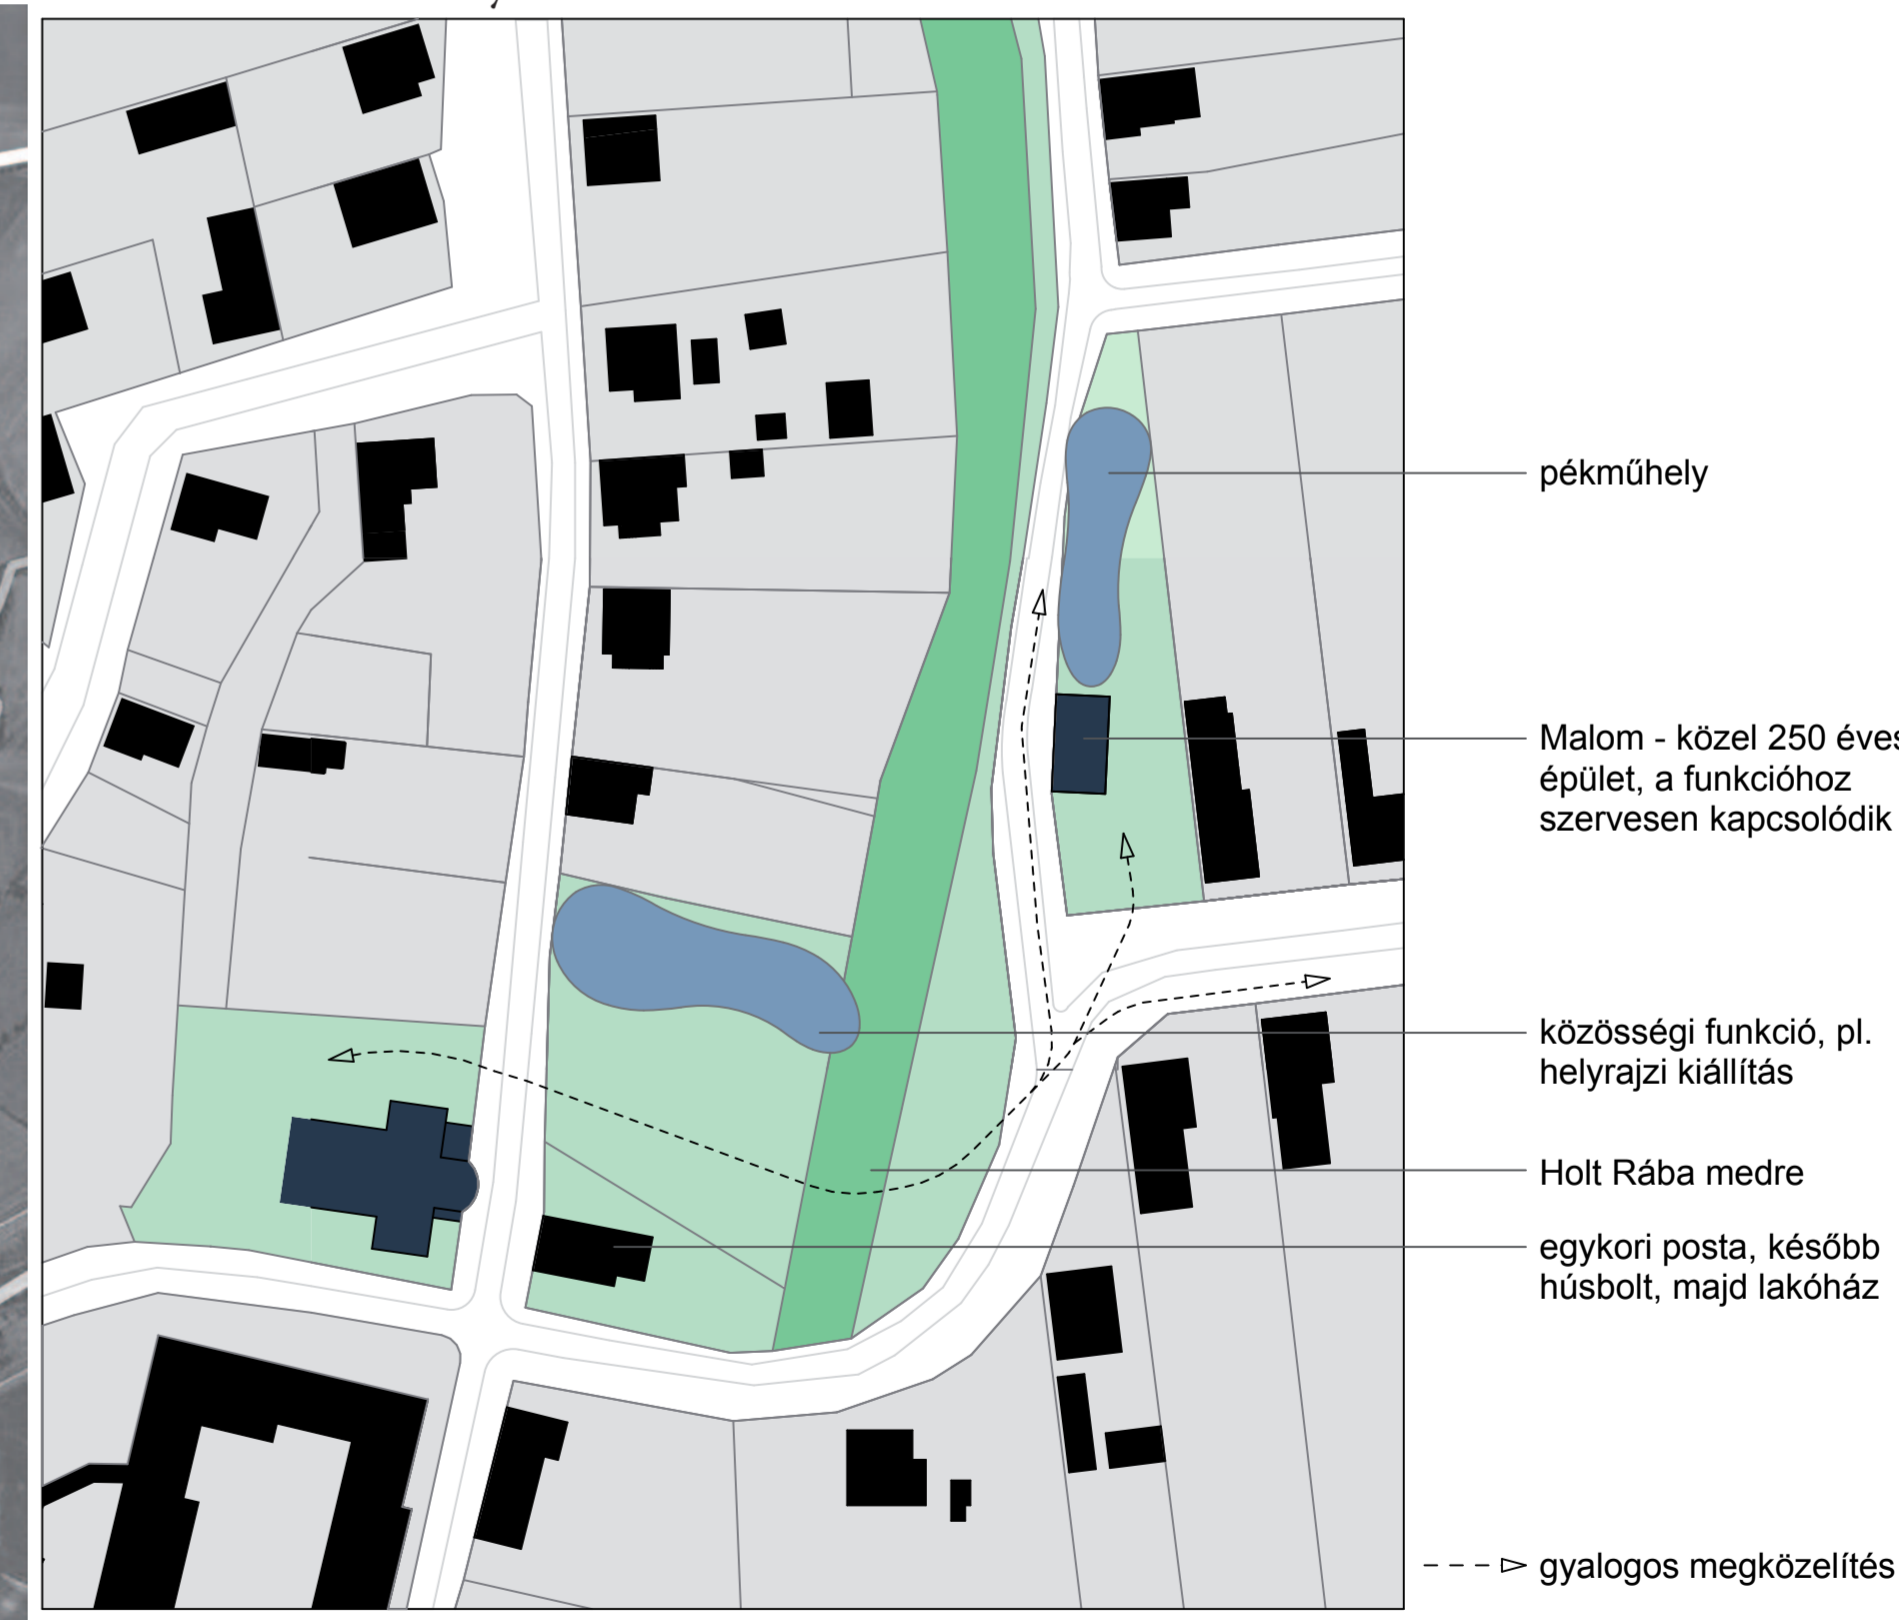 pékműhely
Malom - közel 250 éves
épület, a funkcióhoz
szervesen kapcsolódik
közösségi funkció, pl.
helyrajzi kiállítás
Holt Rába medre
egykori posta, később
húsbolt, majd lakóház
gyalogos megközelítés